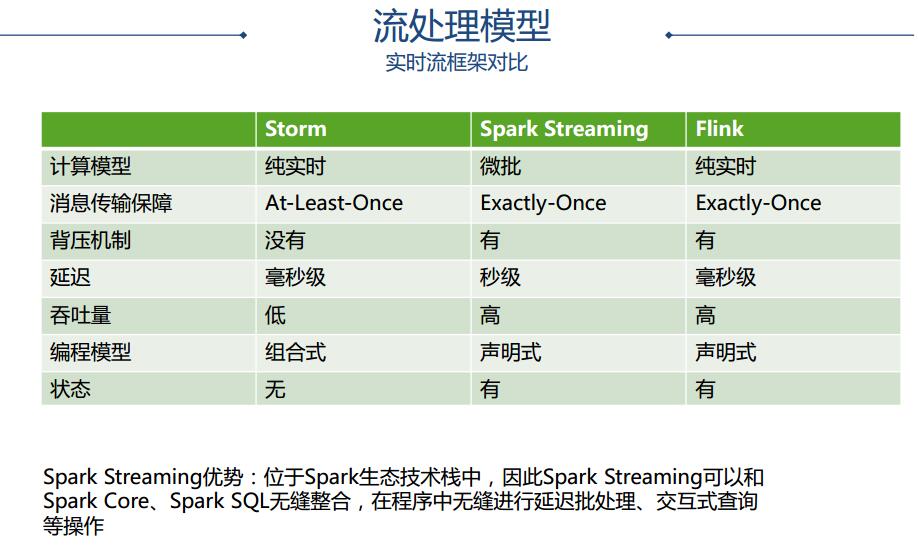 流处理模型
实时流框架对比
Storm Spark Streaming Flink
计算模型 纯实时 微批 纯实时
消息传输保障 At-Least-Once Exactly-Once Exactly-Once
背压机制 没有 有 有
延迟 毫秒级 秒级 毫秒级
吞吐量 低 高 高
编程模型 组合式 声明式 声明式
状态 无 有 有
Spark Streaming优势：位于Spark生态技术栈中，因此Spark Streaming可以和
Spark Core、Spark SQL无缝整合，在程序中无缝进行延迟批处理、交互式查询
等操作